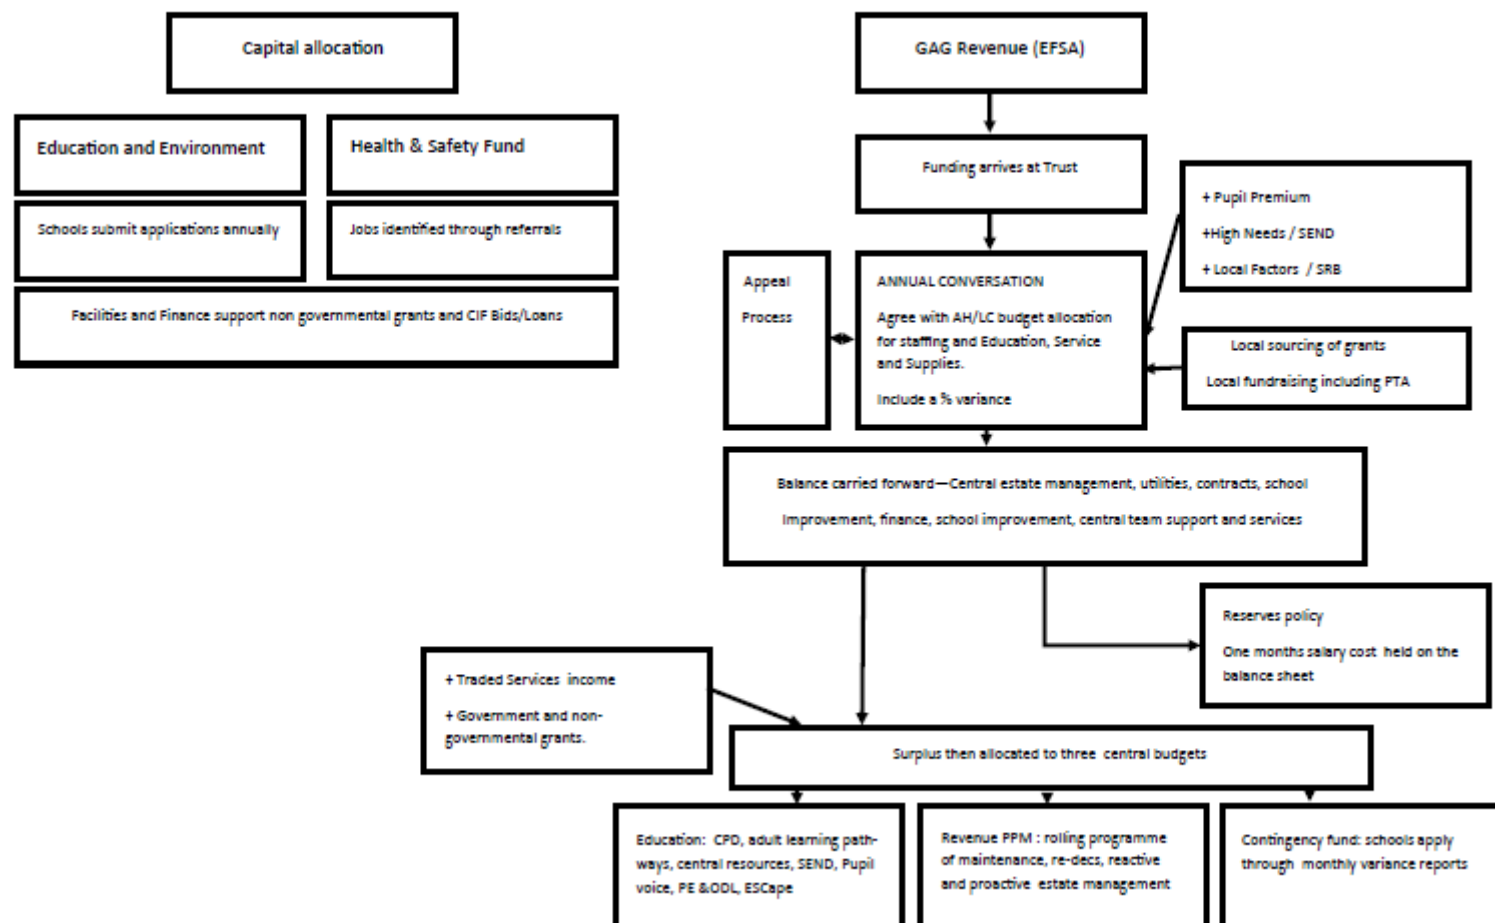 Capital allocation
GAG Revenue (EFSA)
Education and Environment
Health & Safety Fund
Schools submit applications annually
Jobs identified through referrals
Facilities and Finance support non governmental grants and CIF Bids/Loans
Funding arrives at Trust
+ Pupil Premium
+High Needs / SEND
+ Local Factors / SRB
Appeal
Process
ANNUAL CONVERSATION
Agree with AH/LC budget allocation
for staffing and Education, Service
and Supplies.
Include a % variance
Local sourcing of grants
Local fundraising including PTA
Balance carried forward—Central estate management, utilities, contracts, school
Improvement, finance, school improvement, central team support and services
Reserves policy
One months salary cost held on the
balance sheet
+ Traded Services income
+ Government and non-
governmental grants.
Surplus then allocated to three central budgets
Education: CPD, adult learning path-
ways, central resources, SEND, Pupil
voice, PE &ODL, ESCape
Revenue PPM : rolling programme
of maintenance, re-decs, reactive
and proactive estate management
Contingency fund: schools apply
through monthly variance reports